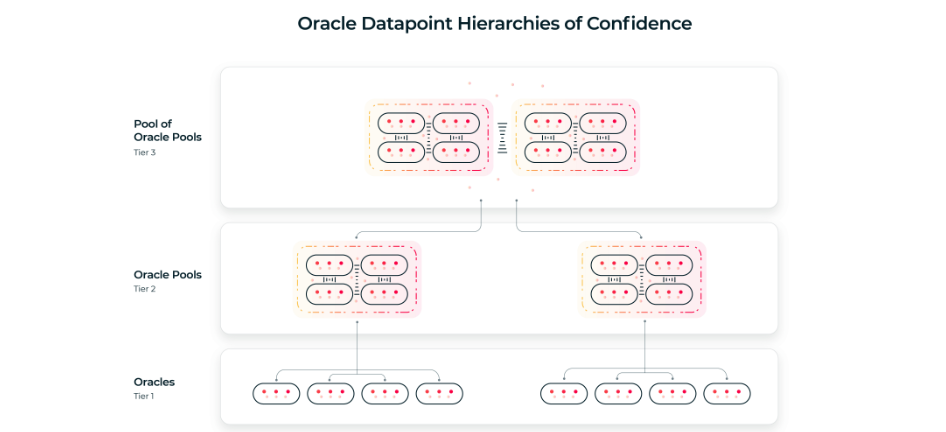 Oracle Datapoint Hierarchies of Confidence
Pool of
Oracle Pools
Tier 3
Oracle Pools
Tier 2
Oracles
Tier 1